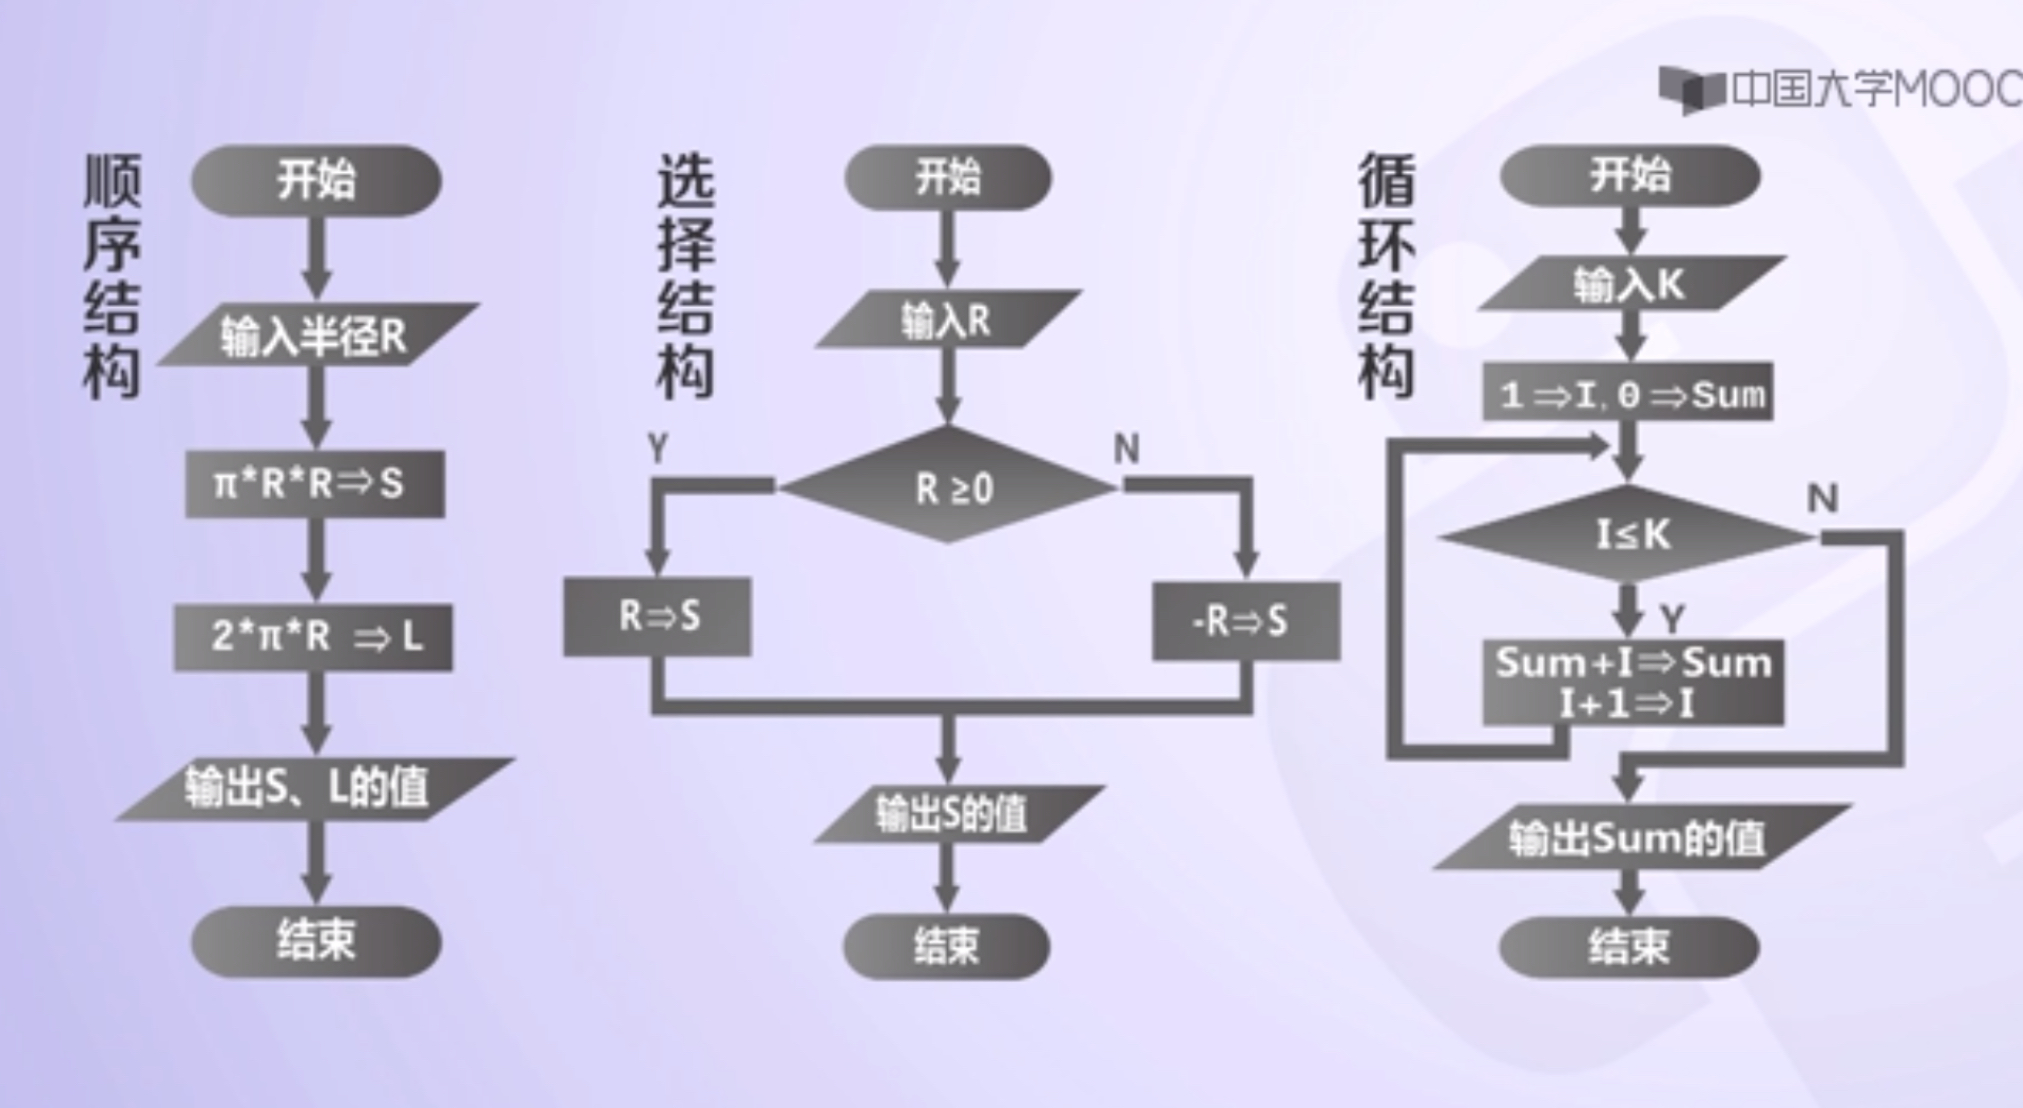 中国大学MOOC
顺序结构
开始
输入半径R
π*R*R⇒S
2*π*R ⇒L
输出S、L的值
结束
选择结构
开始
输入R
R ≥0
Y
N
R⇒S
-R⇒S
输出S的值
结束
循环结构
开始
输入K
1⇒I,0⇒Sum
I≤K
N
Y
Sum+I⇒Sum
I+1⇒I
输出Sum的值
结束